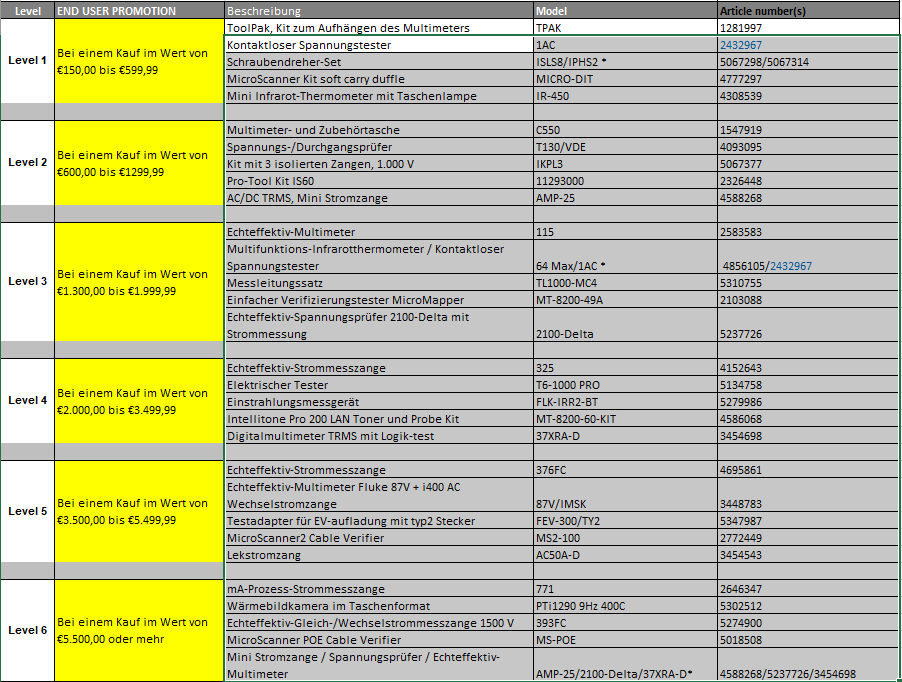 Level END USER PROMOTION Beschreibung Model Article number(s)
ToolPak, Kit zum Aufhängen des Multimeters TPAK 1281997
Kontaktloser Spannungstester 1AC 2432967
Level 1 Bei einem Kauf im Wert von
€150,00 bis €599,99
Schraubendreher-Set ISLS8/IPHS2 * 5067298/5067314
MicroScanner Kit soft carry duffle MICRO-DIT 4777297
Mini Infrarot-Thermometer mit Taschenlampe IR-450 4308539
Multimeter- und Zubehörtasche C550 1547919
Level 2 Bei einem Kauf im Wert von
€600,00 bis €1299,99
Spannungs-/Durchgangsprüfer T130/VDE 4093095
Kit mit 3 isolierten Zangen, 1.000 V IKPL3 5067377
Pro-Tool Kit IS60 11293000 2326448
AC/DC TRMS, Mini Stromzange AMP-25 4588268
Echteffektiv-Multimeter 115 2583583
Multifunktions-Infrarotthermometer / Kontaktloser
Spannungstester 64 Max/1AC * 4856105/2432967
Level 3 Bei einem Kauf im Wert von
€1.300,00 bis €1.999,99
Messleitungssatz TL1000-MC4 5310755
Einfacher Verifizierungstester MicroMapper MT-8200-49A 2103088
Echteffektiv-Spannungsprüfer 2100-Delta mit
Strommessung 2100-Delta 5237726
Echteffektiv-Strommesszange 325 4152643
Level 4 Bei einem Kauf im Wert von
€2.000,00 bis €3.499,99
Elektrischer Tester T6-1000 PRO 5134758
Einstrahlungsmessgerät FLK-IRR2-BT 5279986
Intellitone Pro 200 LAN Toner und Probe Kit MT-8200-60-KIT 4586068
Digitalmultimeter TRMS mit Logik-test 37XRA-D 3454698
Echteffektiv-Strommesszange 376FC 4695861
Echteffektiv-Multimeter Fluke 87V + i400 AC
Wechselstromzange 87V/IMSK 3448783
Level 5 Bei einem Kauf im Wert von
€3.500,00 bis €5.499,99
Testadapter für EV-aufladung mit typ2 Stecker FEV-300/TY2 5347987
MicroScanner2 Cable Verifier MS2-100 2772449
Lekstromzang AC50A-D 3454543
mA-Prozess-Strommesszange 771 2646347
Wärmebildkamera im Taschenformat PTi1290 9Hz 400C 5302512
Level 6 Bei einem Kauf im Wert von
€5.500,00 oder mehr
Echteffektiv-Gleich-/Wechselstrommesszange 1500 V 393FC 5274900
MicroScanner POE Cable Verifier MS-POE 5018508
Mini Stromzange / Spannungsprüfer / Echteffektiv-
Multimeter AMP-25/2100-Delta/37XRA-D* 4588268/5237726/3454698